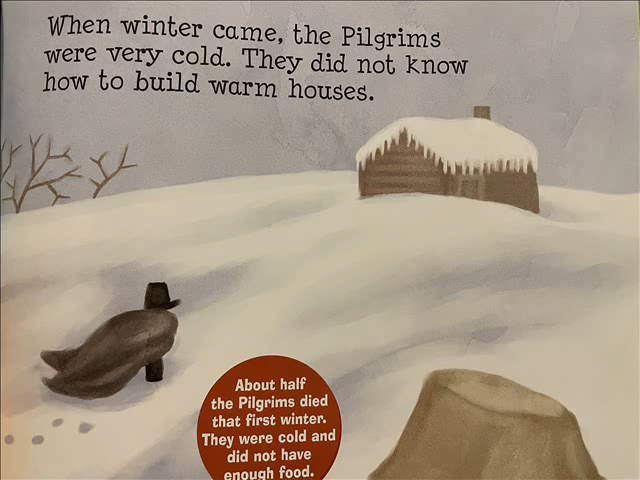 When winter came, the Pilgrims
were very cold. They did not know
how to build warm houses.
About half
the Pilgrims died
that first winter.
They were cold and
did not have
enough food.